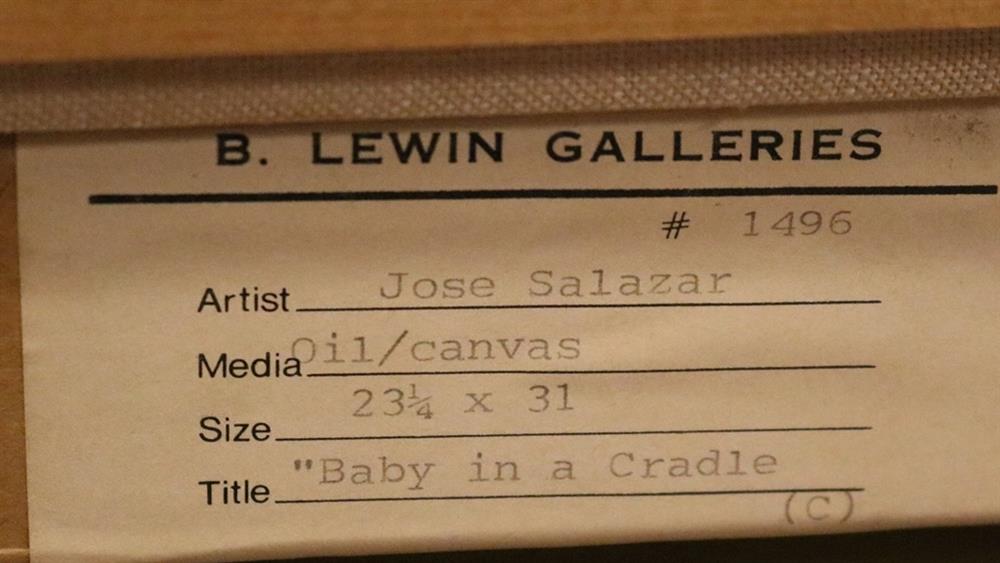 B. LEWIN GALLERIES
# 1496
Artist Jose Salazar
Media Oil/canvas
Size 23¼ x 31
Title "Baby in a Cradle
(C)